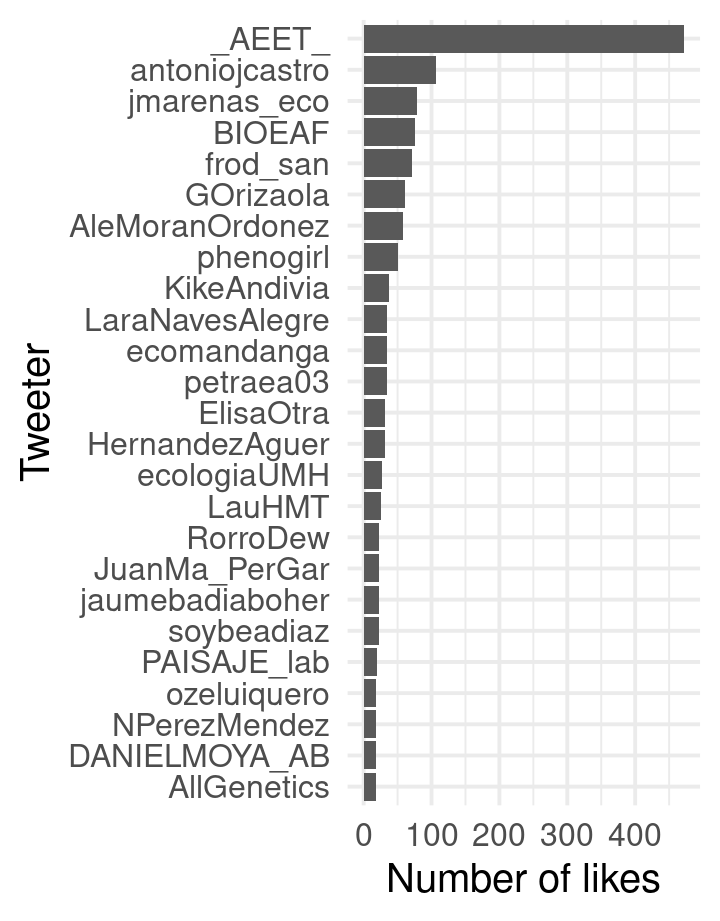 _AEET_
antoniojcastro
jmarenas_eco
BIOEAF
frod_san
GOrizaola
AleMoranOrdonez
phenogirl
KikeAndivia
LaraNavesAlegre
ecomandanga
petraea03
ElisaOtra
HernandezAguer
ecologiaUMH
LauHMT
RorroDew
JuanMa_PerGar
jaumebadiaboher
soybeadiaz
PAISAJE_lab
ozeluiquero
NPerezMendez
DANIELMOYA_AB
AllGenetics
Tweeter
0 100 200 300 400
Number of likes